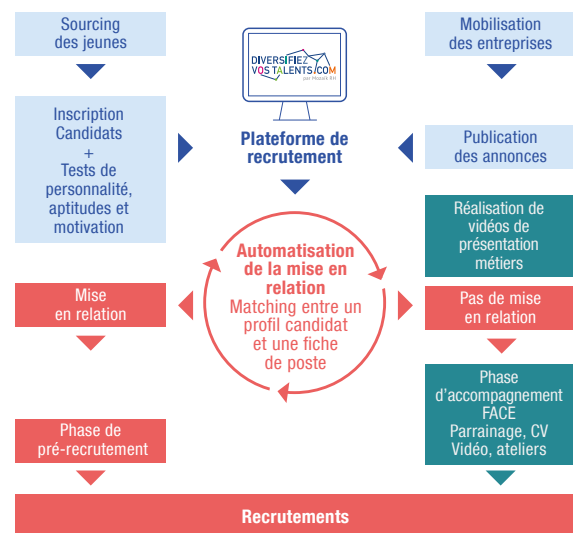 Sourcing
des jeunes
Inscription
Candidats
+
Tests de
personnalité,
aptitudes et
motivation
DIVERSIFIEZ
VOS TALENTS.COM
par Mozaïk RH
Plateforme de
recrutement
Mobilisation
des entreprises
Publication
des annonces
Réalisation de
vidéos de
présentation
métiers
Automatisation
de la mise en
relation
Matching entre un
profil candidat
et une fiche
de poste
Mise
en relation
Pas de mise
en relation
Phase de
pré-recrutement
Phase
d'accompagnement
FACE
Parrainage, CV
Vidéo, ateliers
Recrutements